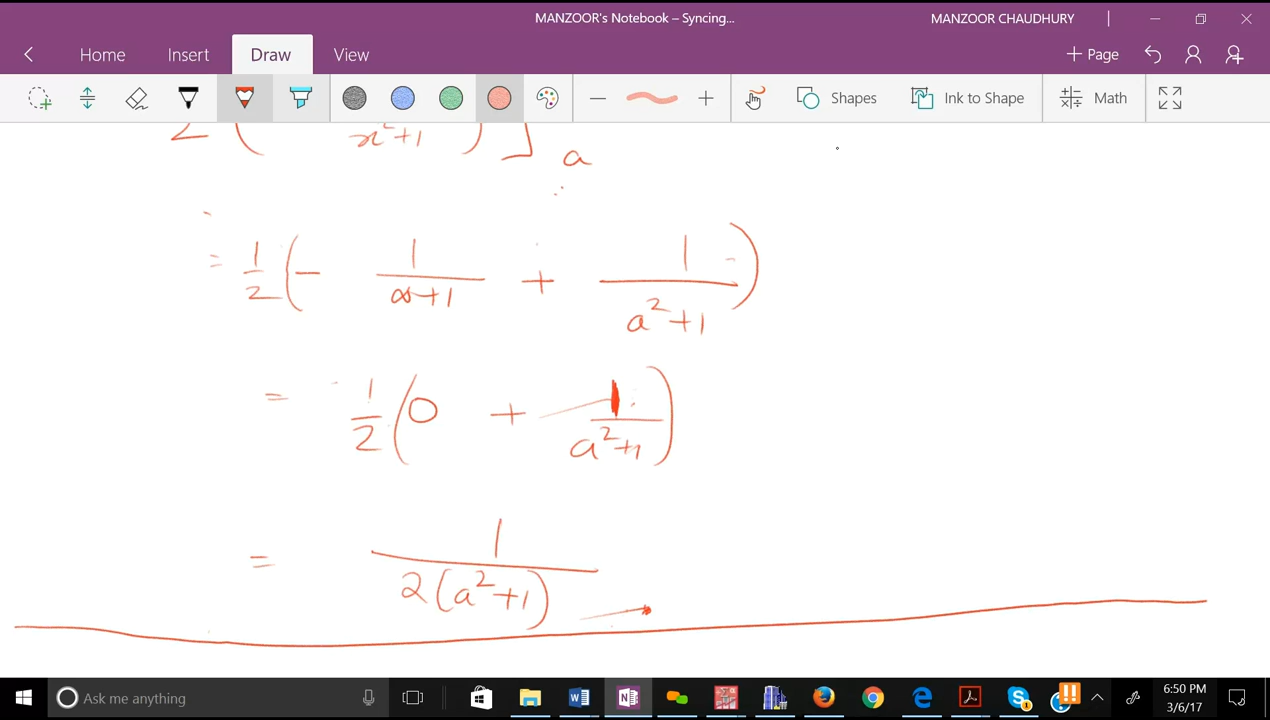 MANZOOR's Notebook – Syncing...
MANZOOR CHAUDHURY
Home Insert Draw View
Page
Shapes Ink to Shape Math
2 ( x²+1 ) ] a
= 1/2 (- 1/(∞+1) + 1/(a²+1))
= 1/2 (0 + 1/(a²+1))
= 1/(2(a²+1))
Ask me anything
6:50 PM
3/6/17